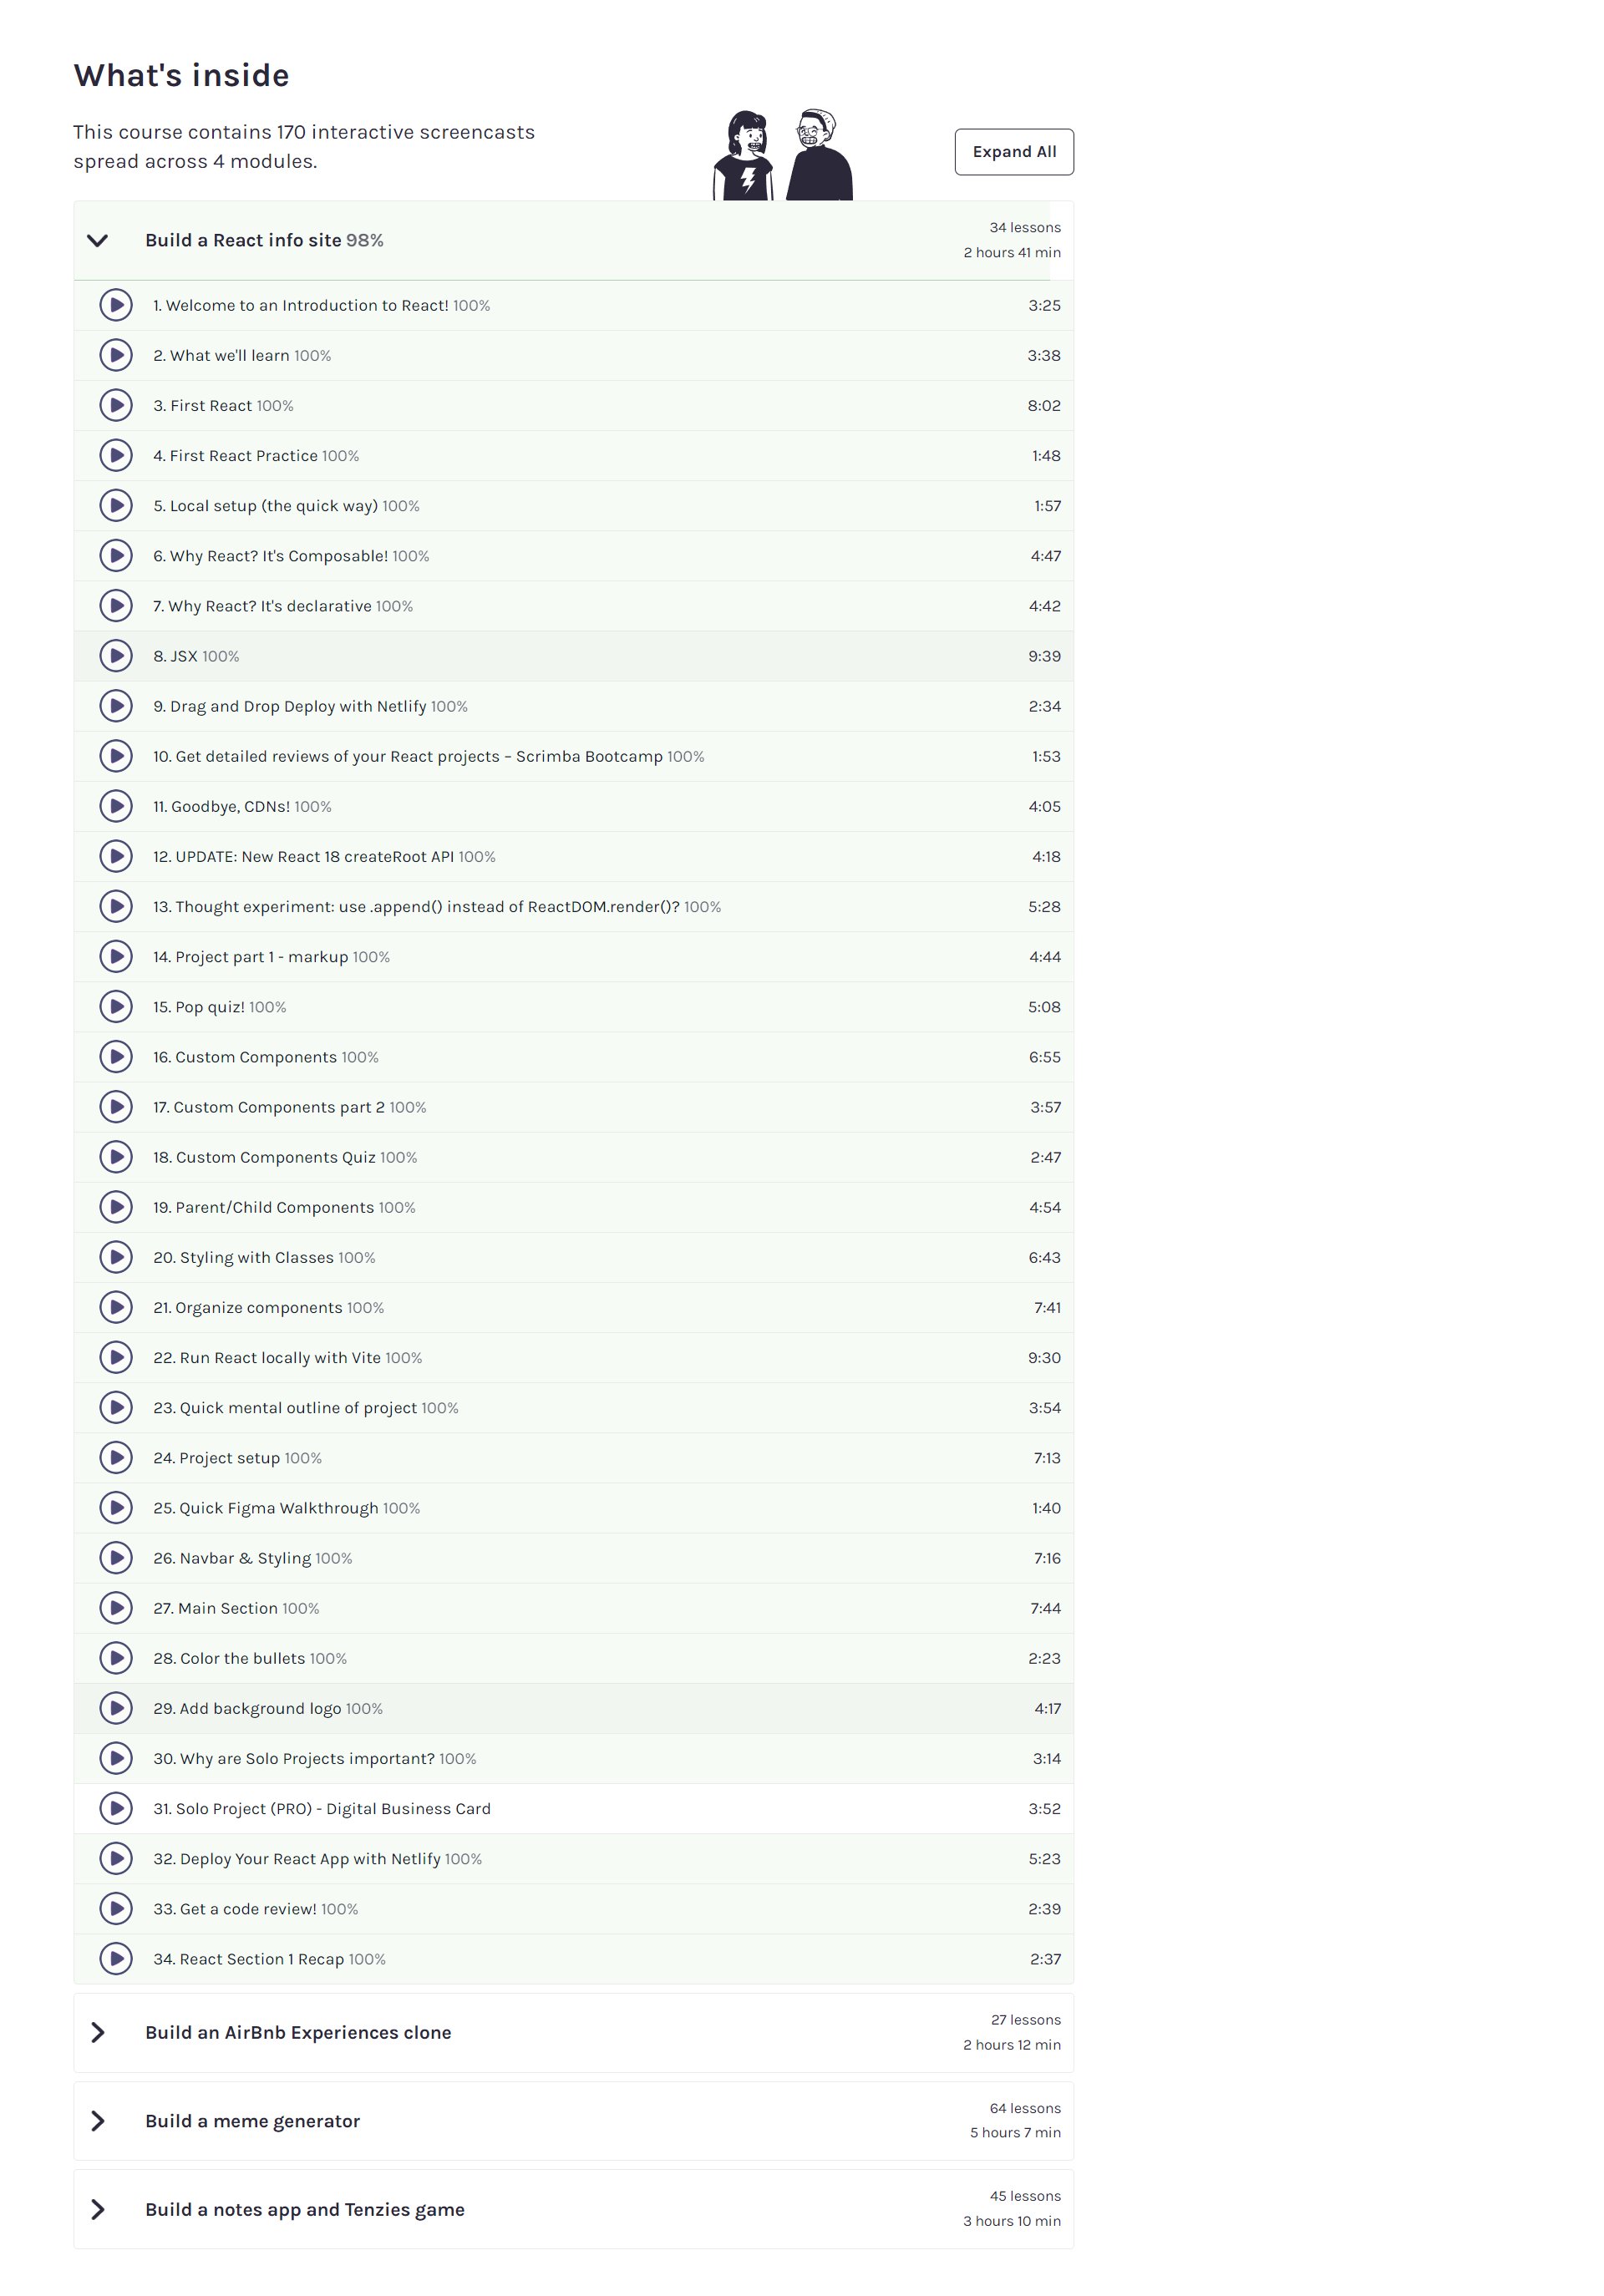 What's inside
This course contains 170 interactive screencasts
spread across 4 modules.
Expand All
Build a React info site 98%
34 lessons
2 hours 41 min
1. Welcome to an Introduction to React! 100% 3:25
2. What we'll learn 100% 3:38
3. First React 100% 8:02
4. First React Practice 100% 1:48
5. Local setup (the quick way) 100% 1:57
6. Why React? It's Composable! 100% 4:47
7. Why React? It's declarative 100% 4:42
8. JSX 100% 9:39
9. Drag and Drop Deploy with Netlify 100% 2:34
10. Get detailed reviews of your React projects – Scrimba Bootcamp 100% 1:53
11. Goodbye, CDNs! 100% 4:05
12. UPDATE: New React 18 createRoot API 100% 4:18
13. Thought experiment: use .append() instead of ReactDOM.render()? 100% 5:28
14. Project part 1 - markup 100% 4:44
15. Pop quiz! 100% 5:08
16. Custom Components 100% 6:55
17. Custom Components part 2 100% 3:57
18. Custom Components Quiz 100% 2:47
19. Parent/Child Components 100% 4:54
20. Styling with Classes 100% 6:43
21. Organize components 100% 7:41
22. Run React locally with Vite 100% 9:30
23. Quick mental outline of project 100% 3:54
24. Project setup 100% 7:13
25. Quick Figma Walkthrough 100% 1:40
26. Navbar & Styling 100% 7:16
27. Main Section 100% 7:44
28. Color the bullets 100% 2:23
29. Add background logo 100% 4:17
30. Why are Solo Projects important? 100% 3:14
31. Solo Project (PRO) - Digital Business Card 3:52
32. Deploy Your React App with Netlify 100% 5:23
33. Get a code review! 100% 2:39
34. React Section 1 Recap 100% 2:37
Build an AirBnb Experiences clone
27 lessons
2 hours 12 min
Build a meme generator
64 lessons
5 hours 7 min
Build a notes app and Tenzies game
45 lessons
3 hours 10 min